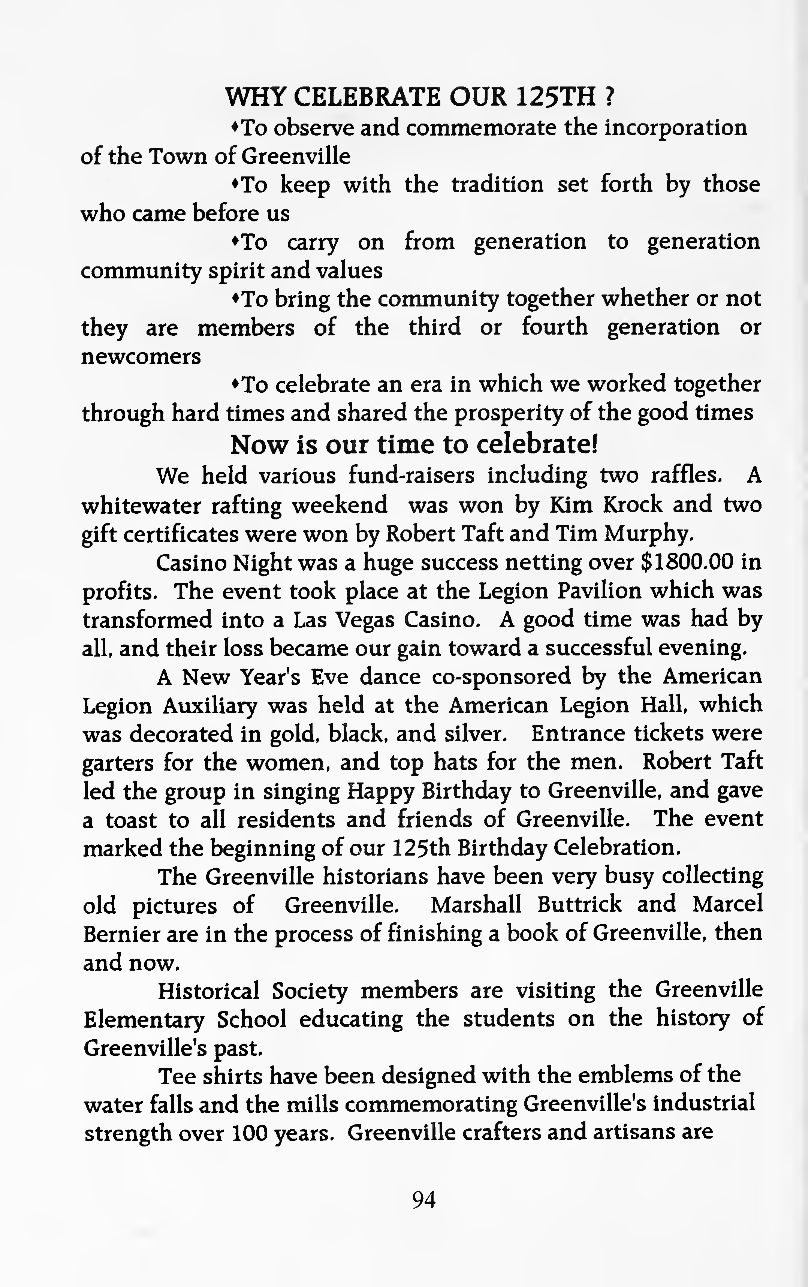 WHY CELEBRATE OUR 125TH ?
♦To observe and commemorate the incorporation
of the Town of Greenville
♦To keep with the tradition set forth by those
who came before us
♦To carry on from generation to generation
community spirit and values
♦To bring the community together whether or not
they are members of the third or fourth generation or
newcomers
♦To celebrate an era in which we worked together
through hard times and shared the prosperity of the good times
Now is our time to celebrate!
We held various fund-raisers including two raffles. A
whitewater rafting weekend was won by Kim Krock and two
gift certificates were won by Robert Taft and Tim Murphy.
Casino Night was a huge success netting over $1800.00 in
profits. The event took place at the Legion Pavilion which was
transformed into a Las Vegas Casino. A good time was had by
all, and their loss became our gain toward a successful evening.
A New Year's Eve dance co-sponsored by the American
Legion Auxiliary was held at the American Legion Hall, which
was decorated in gold, black, and silver. Entrance tickets were
garters for the women, and top hats for the men. Robert Taft
led the group in singing Happy Birthday to Greenville, and gave
a toast to all residents and friends of Greenville. The event
marked the beginning of our 125th Birthday Celebration.
The Greenville historians have been very busy collecting
old pictures of Greenville. Marshall Buttrick and Marcel
Bernier are in the process of finishing a book of Greenville, then
and now.
Historical Society members are visiting the Greenville
Elementary School educating the students on the history of
Greenville's past.
Tee shirts have been designed with the emblems of the
water falls and the mills commemorating Greenville's industrial
strength over 100 years. Greenville crafters and artisans are
94